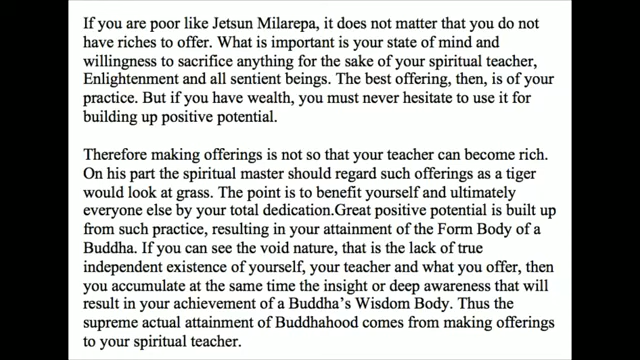 If you are poor like Jetsun Milarepa, it does not matter that you do not
have riches to offer. What is important is your state of mind and
willingness to sacrifice anything for the sake of your spiritual teacher,
Enlightenment and all sentient beings. The best offering, then, is of your
practice. But if you have wealth, you must never hesitate to use it for
building up positive potential.

Therefore making offerings is not so that your teacher can become rich.
On his part the spiritual master should regard such offerings as a tiger
would look at grass. The point is to benefit yourself and ultimately
everyone else by your total dedication.Great positive potential is built up
from such practice, resulting in your attainment of the Form Body of a
Buddha. If you can see the void nature, that is the lack of true
independent existence of yourself, your teacher and what you offer, then
you accumulate at the same time the insight or deep awareness that will
result in your achievement of a Buddha's Wisdom Body. Thus the
supreme actual attainment of Buddhahood comes from making offerings
to your spiritual teacher.